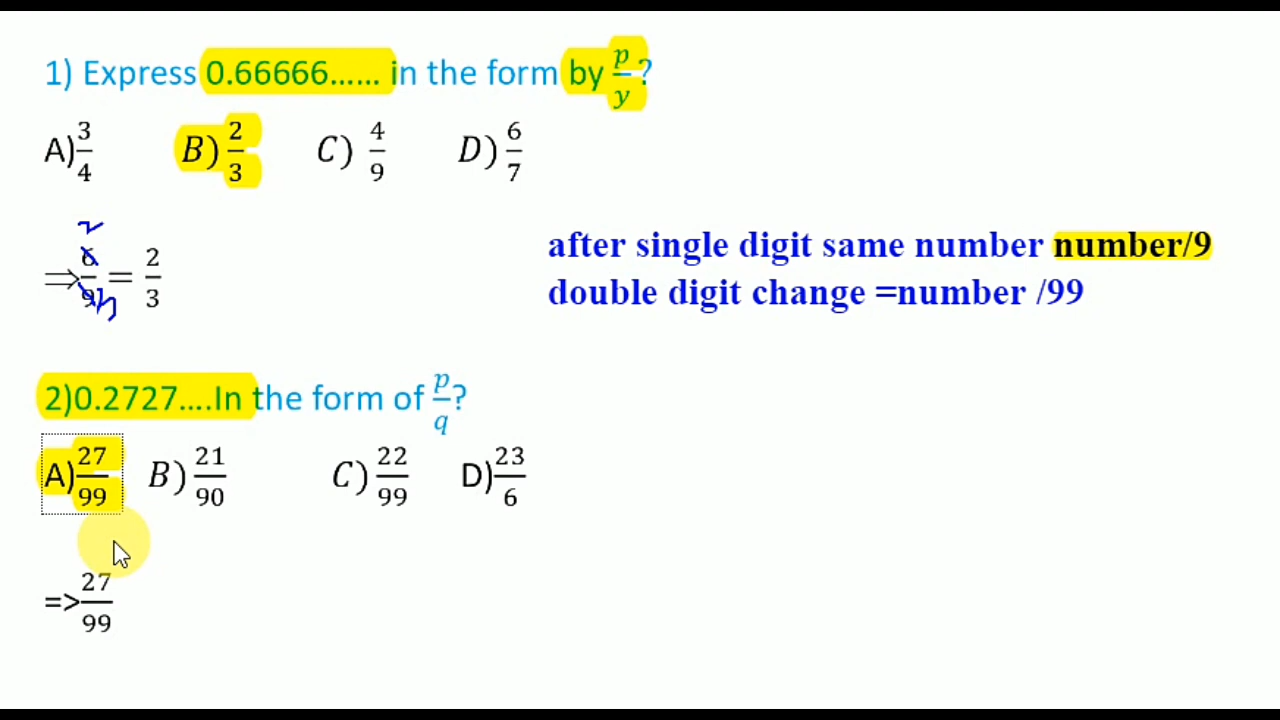 1) Express 0.66666...... in the form by p/y ?
A) 3/4 B) 2/3 C) 4/9 D) 6/7
2
⇒ 6/9 = 2/3
3
after single digit same number number/9
double digit change =number /99
2)0.2727....In the form of p/q?
A) 27/99 B) 21/90 C) 22/99 D) 23/6
=> 27/99